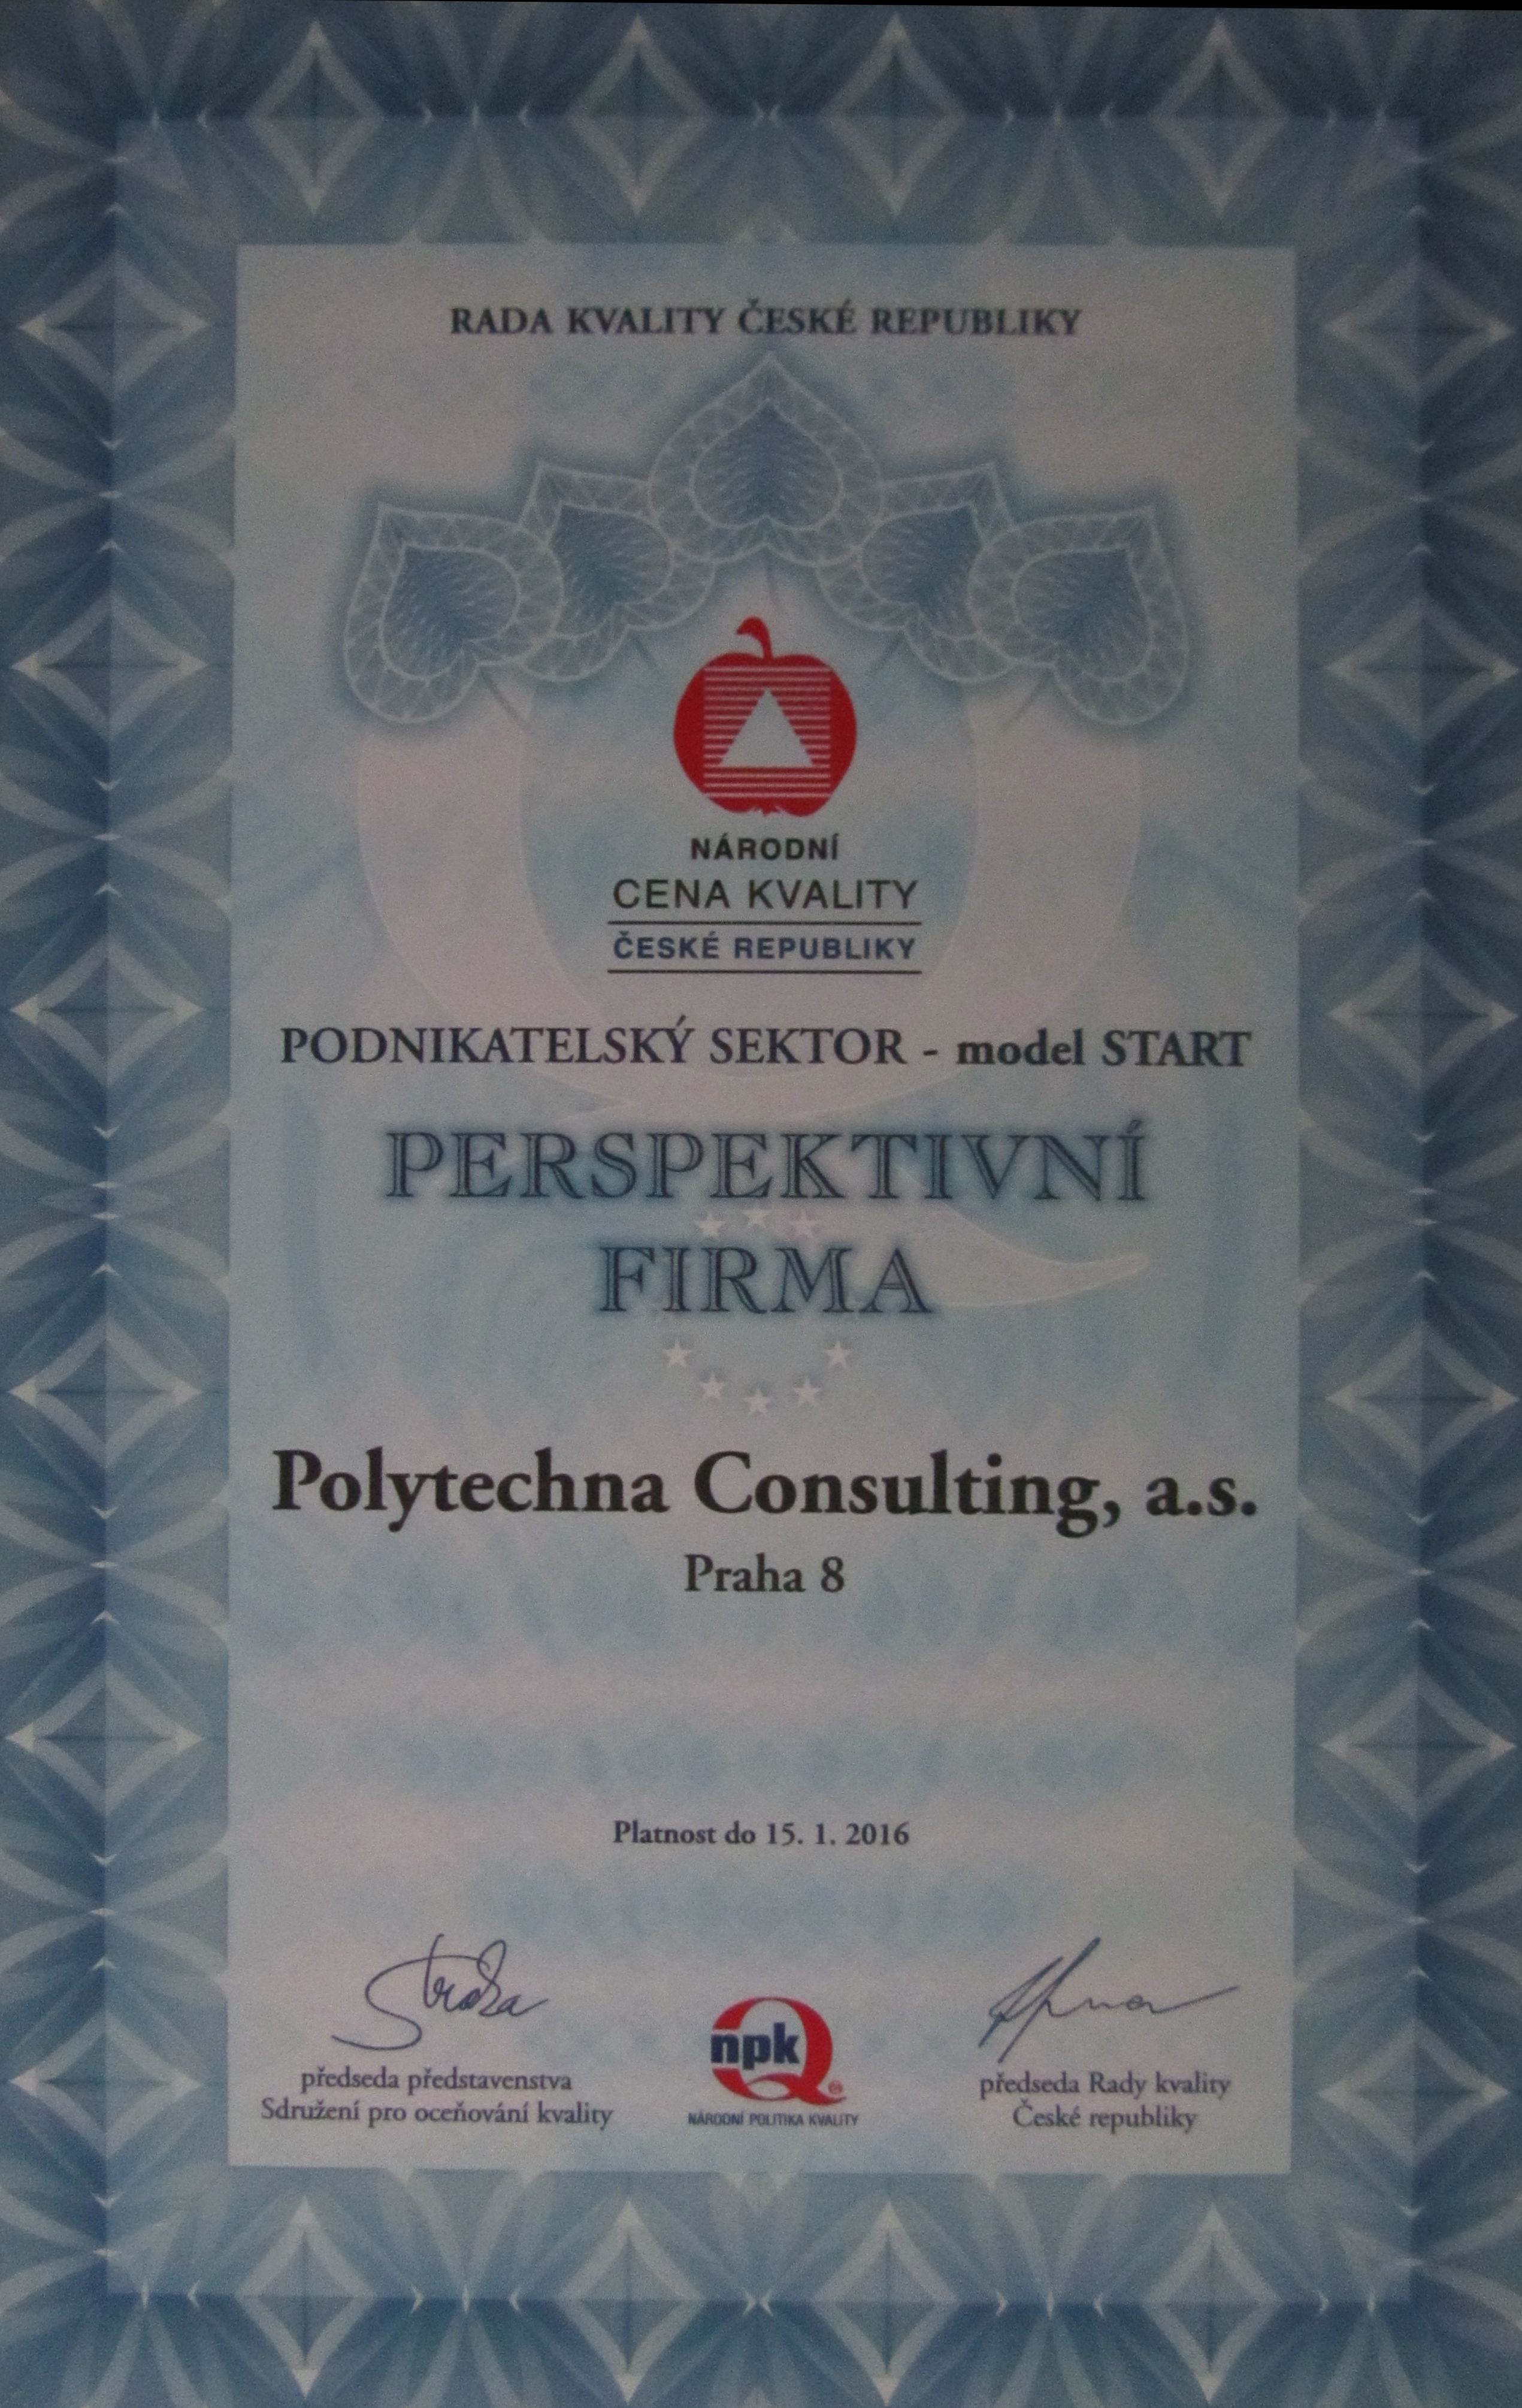 RADA KVALITY ČESKÉ REPUBLIKY
NÁRODNÍ
CENA KVALITY
ČESKÉ REPUBLIKY
PODNIKATELSKÝ SEKTOR - model START
PERSPEKTIVNÍ
FIRMA
Polytechna Consulting, a.s.
Praha 8
Platnost do 15. 1. 2016
předseda představenstva
Sdružení pro oceňování kvality
npk
NÁRODNÍ POLITIKA KVALITY
předseda Rady kvality
České republiky